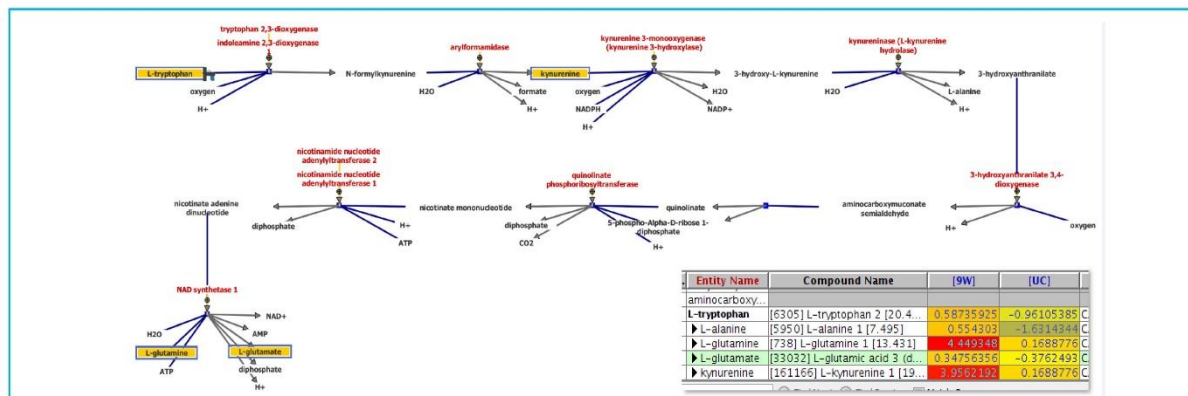 tryptophan 2,3-dioxygenase
indoleamine 2,3-dioxygenase
1
L-tryptophan
oxygen
H+
N-formylkynurenine
arylformamidase
H2O
formate
H+
kynurenine
kynurenine 3-monooxygenase
(kynurenine 3-hydroxylase)
oxygen
NADPH
H+
H2O
NADP+
3-hydroxy-L-kynurenine
kynureninase (L-kynurenine
hydrolase)
H2O
L-alanine
H+
3-hydroxyanthranilate
nicotinamide nucleotide
adenylyltransferase 2
nicotinamide nucleotide
adenylyltransferase 1
nicotinate adenine
dinucleotide
diphosphate
H+
ATP
nicotinate mononucleotide
quinolinate
phosphoribosyltransferase
diphosphate
CO2
5-phospho-Alpha-D-ribose 1-
diphosphate
H+
quinolinate
aminocarboxymuconate
semialdehyde
3-hydroxyanthranilate 3,4-
dioxygenase
H+
oxygen
NAD synthetase 1
H2O
L-glutamine
ATP
NAD+
AMP
L-glutamate
diphosphate
H+
Entity Name Compound Name [9W] [UC]
aminocarboxy...
L-tryptophan [6305] L-tryptophan 2 [20.4... 0.58735925 -0.96105385 C
L-alanine [5950] L-alanine 1 [7.495] 0.554303 -1.6314344 C
L-glutamine [738] L-glutamine 1 [13.431] 4.449348 0.1688776 C
L-glutamate [33032] L-glutamic acid 3 (d... 0.34756356 -0.3762493 C
kynurenine [161166] L-kynurenine 1 [19... 3.9562192 0.1688776 C